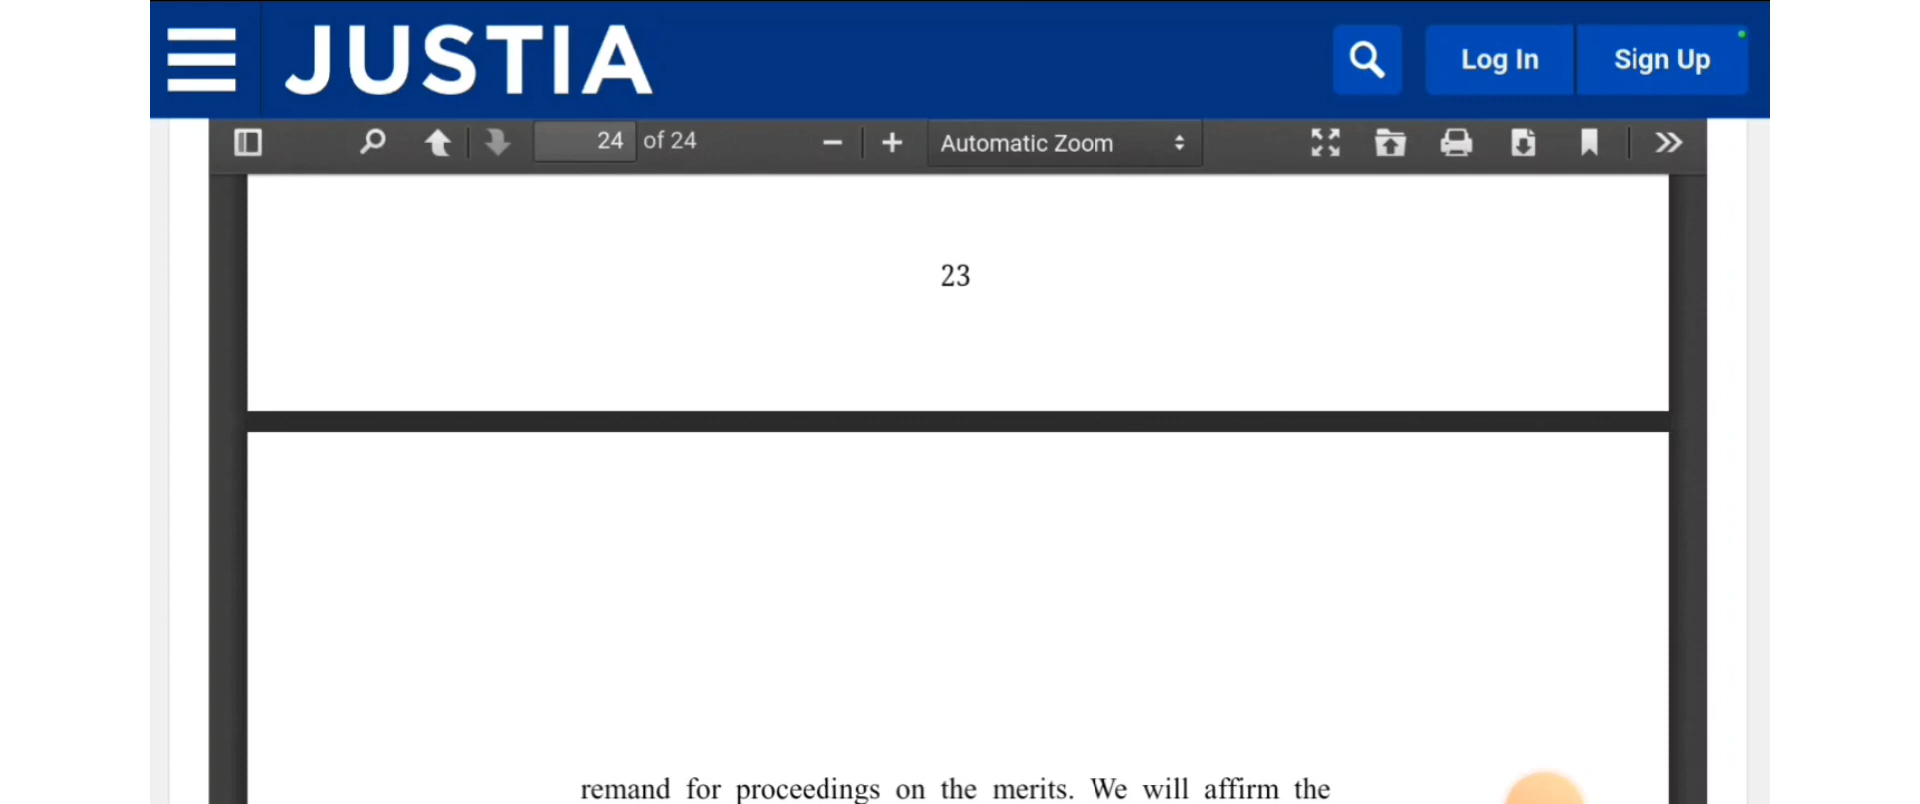 JUSTIA
Log In
Sign Up
24 of 24
Automatic Zoom
23
remand for proceedings on the merits. We will affirm the